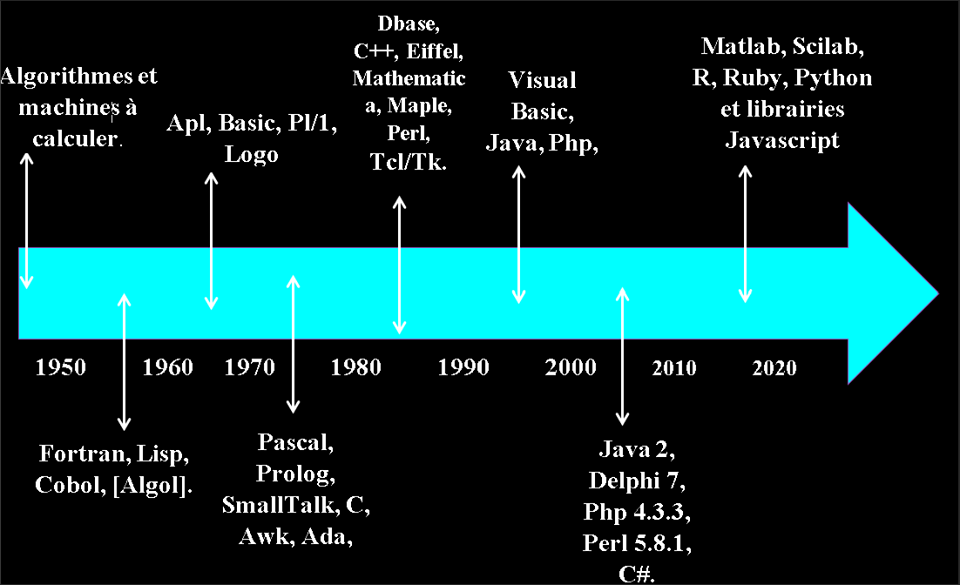 Algorithmes et
machines à
calculer.
Apl, Basic, Pl/1,
Logo
Dbase,
C++, Eiffel,
Mathematic
a, Maple,
Perl,
Tcl/Tk.
Visual
Basic,
Java, Php,
Matlab, Scilab,
R, Ruby, Python
et librairies
Javascript
1950 1960 1970 1980 1990 2000 2010 2020
Fortran, Lisp,
Cobol, [Algol].
Pascal,
Prolog,
SmallTalk, C,
Awk, Ada,
Java 2,
Delphi 7,
Php 4.3.3,
Perl 5.8.1,
C#.